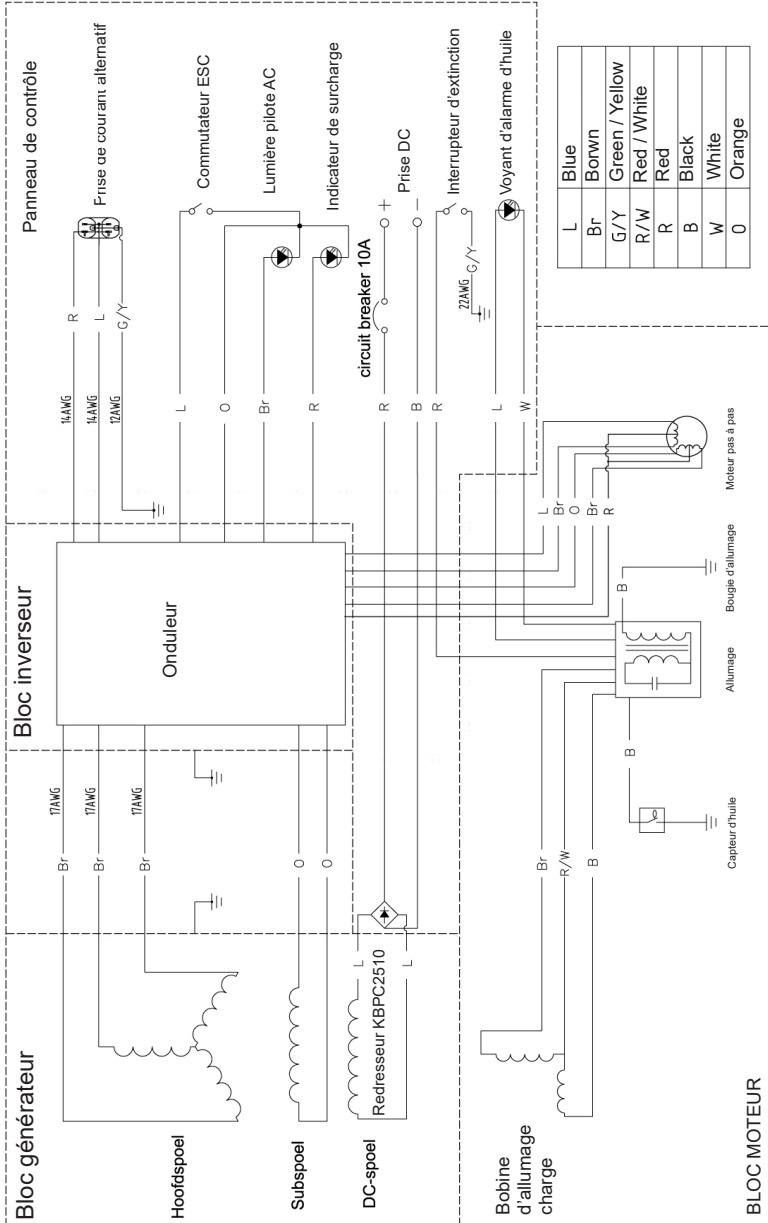 Bloc générateur
Hoofdspoel
Subspoel
DC-spoel
Redresseur KBPC2510
Br
Br
Br
17AWG
17AWG
17AWG
O
O
L
L
Bloc inverseur
Onduleur
Panneau de contrôle
Frise de courant alternatif
Commutateur ESC
Lumière pilote AC
Indicateur de surcharge
Prise DC
+
–
Interrupteur d'extinction
Voyant d'alarme d'huile
circuit breaker 10A
14AWG
R
14AWG
L
12AWG
G/Y
L
O
Br
R
R
B
R
22AWG
G/Y
L
W
BLOC MOTEUR
Bobine
d'allumage
charge
Br
R/W
B
B
B
Capteur d'huile
Allumage
Bougie d'allumage
Moteur pas à pas
L
Br
O
Br
R
L Blue
Br Borwn
G/Y Green / Yellow
R/W Red / White
R Red
B Black
W White
O Orange